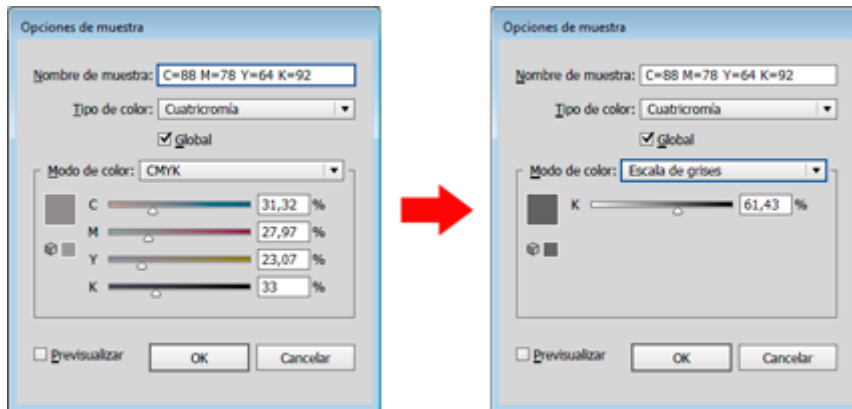 Opciones de muestra
Nombre de muestra: C=88 M=78 Y=64 K=92
Tipo de color: Cuatricromía
Global
Modo de color: CMYK
C 31,32 %
M 27,97 %
Y 23,07 %
K 33 %
Previsualizar OK Cancelar
Opciones de muestra
Nombre de muestra: C=88 M=78 Y=64 K=92
Tipo de color: Cuatricromía
Global
Modo de color: Escala de grises
K 61,43 %
Previsualizar OK Cancelar